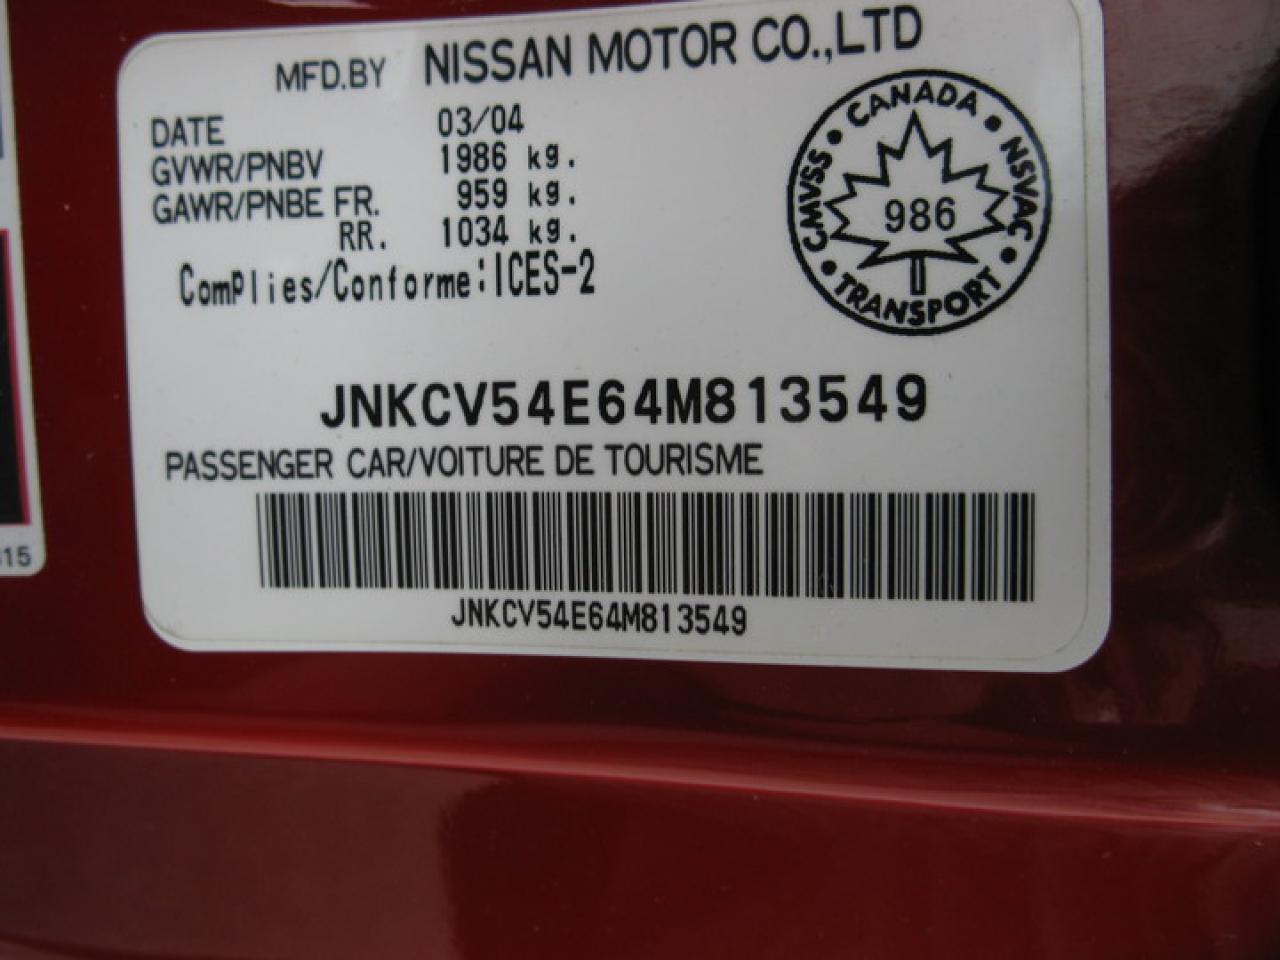 MFD.BY NISSAN MOTOR CO.,LTD
DATE 03/04
GVWR/PNBV 1986 kg.
GAWR/PNBE FR. 959 kg.
RR. 1034 kg.
ComPlies/Conforme:ICES-2
CANADA • NSVAC • TRANSPORT • CMVSS •
986
JNKCV54E64M813549
PASSENGER CAR/VOITURE DE TOURISME
JNKCV54E64M813549